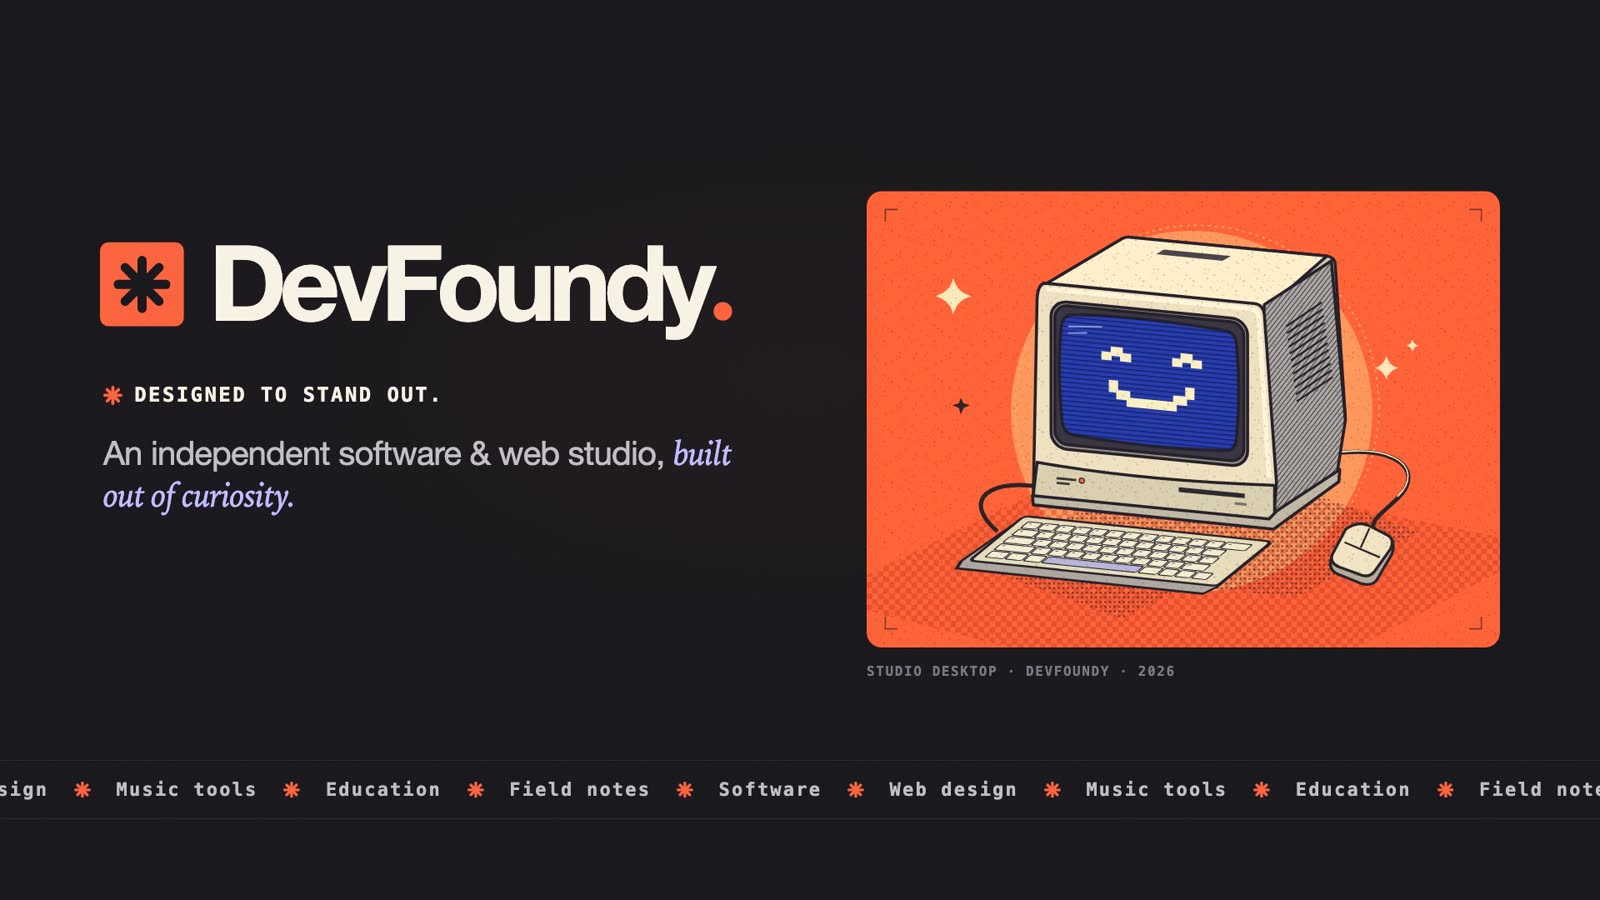 DevFoundy.
DESIGNED TO STAND OUT.
An independent software & web studio, built
out of curiosity.
STUDIO DESKTOP · DEVFOUNDY · 2026
sign Music tools Education Field notes Software Web design Music tools Education Field note